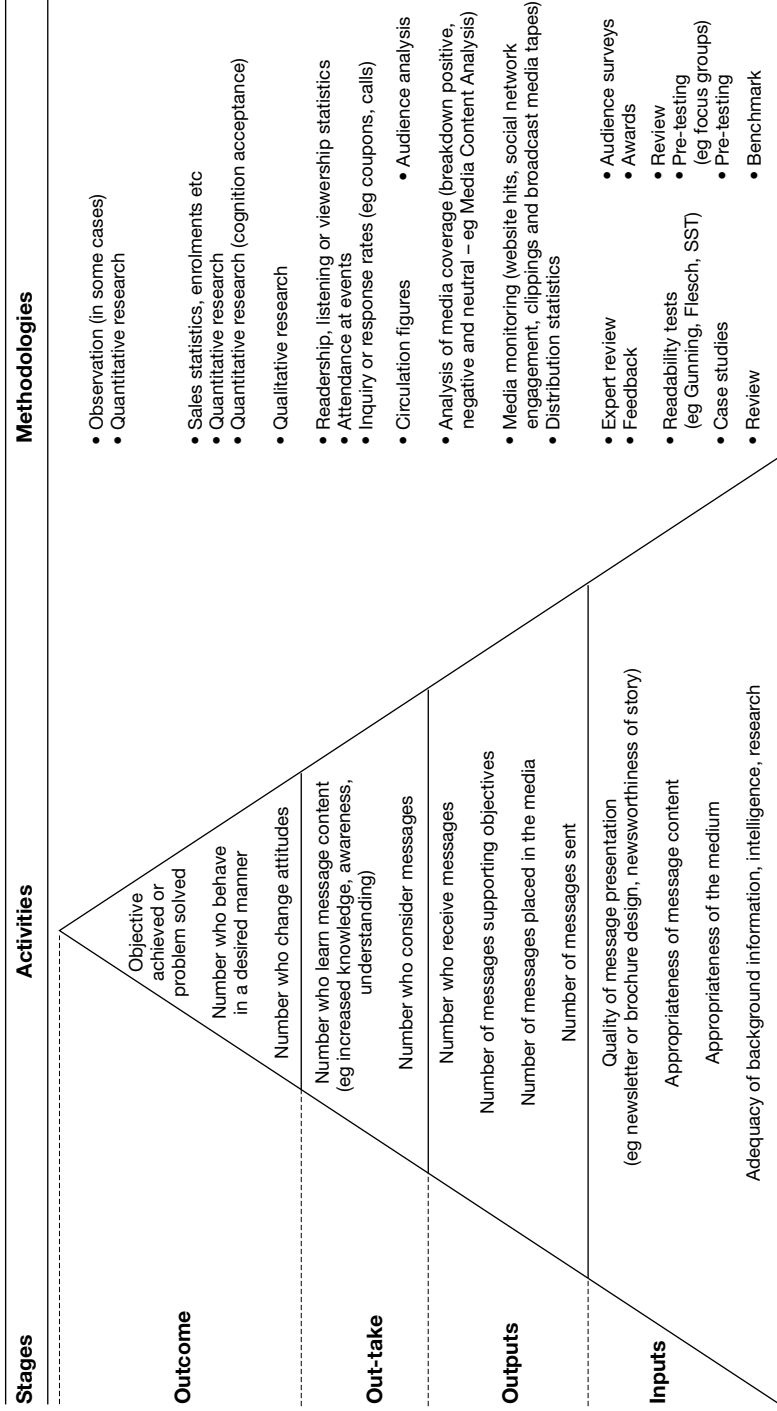 Stages
Activities
Methodologies
Outcome
Objective
achieved or
problem solved
Number who behave
in a desired manner
Number who change attitudes
• Observation (in some cases)
• Quantitative research
• Sales statistics, enrolments etc
• Quantitative research
• Quantitative research (cognition acceptance)
• Qualitative research
Out-take
Number who learn message content
(eg increased knowledge, awareness,
understanding)
Number who consider messages
• Readership, listening or viewership statistics
• Attendance at events
• Inquiry or response rates (eg coupons, calls)
• Circulation figures
• Audience analysis
Outputs
Number who receive messages
Number of messages supporting objectives
Number of messages placed in the media
Number of messages sent
• Analysis of media coverage (breakdown positive,
negative and neutral – eg Media Content Analysis)
• Media monitoring (website hits, social network
engagement, clippings and broadcast media tapes)
• Distribution statistics
Inputs
Quality of message presentation
(eg newsletter or brochure design, newsworthiness of story)
Appropriateness of message content
Appropriateness of the medium
Adequacy of background information, intelligence, research
• Expert review
• Feedback
• Readability tests
(eg Gunning, Flesch, SST)
• Case studies
• Review
• Audience surveys
• Awards
• Review
• Pre-testing
(eg focus groups)
• Pre-testing
• Benchmark